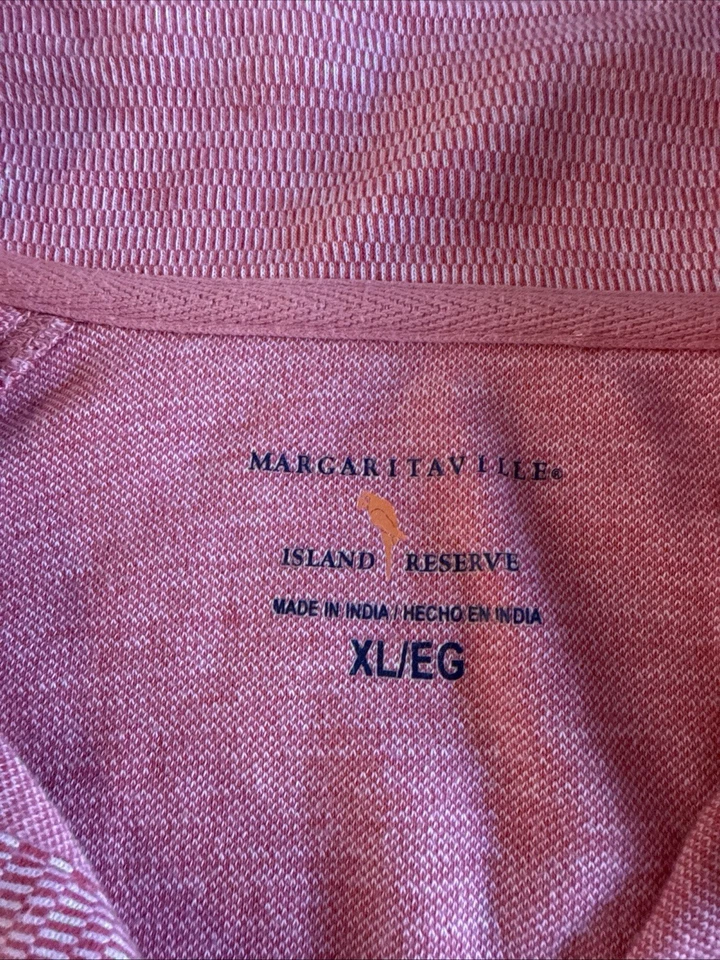 MARGARITAVILLE®
ISLAND RESERVE
MADE IN INDIA / HECHO EN INDIA
XL/EG